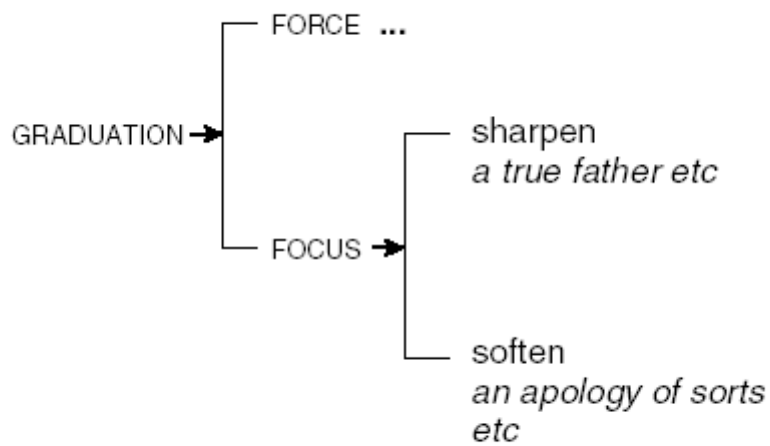 FORCE ...
GRADUATION
sharpen
a true father etc
FOCUS
soften
an apology of sorts
etc